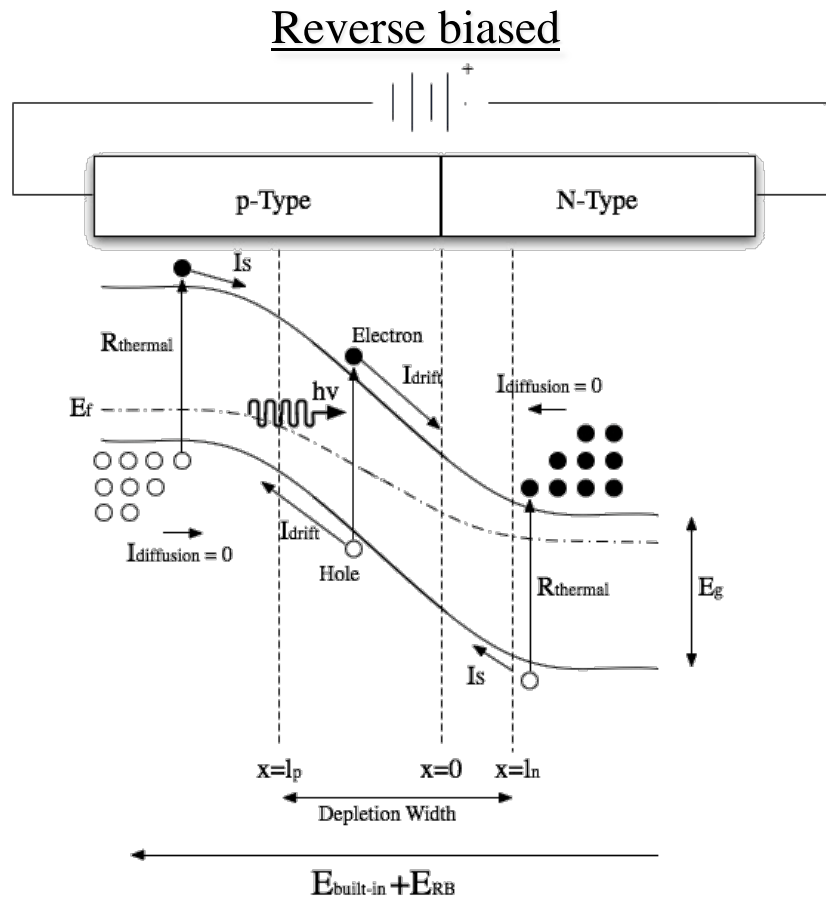 Reverse biased
+
p-Type
N-Type
Is
Rthermal
Electron
Idrift
hν
Idiffusion = 0
Ef
Idrift
Idiffusion = 0
Hole
Rthermal
Eg
Is
x=lp
x=0
x=ln
Depletion Width
Ebuilt-in+ERB